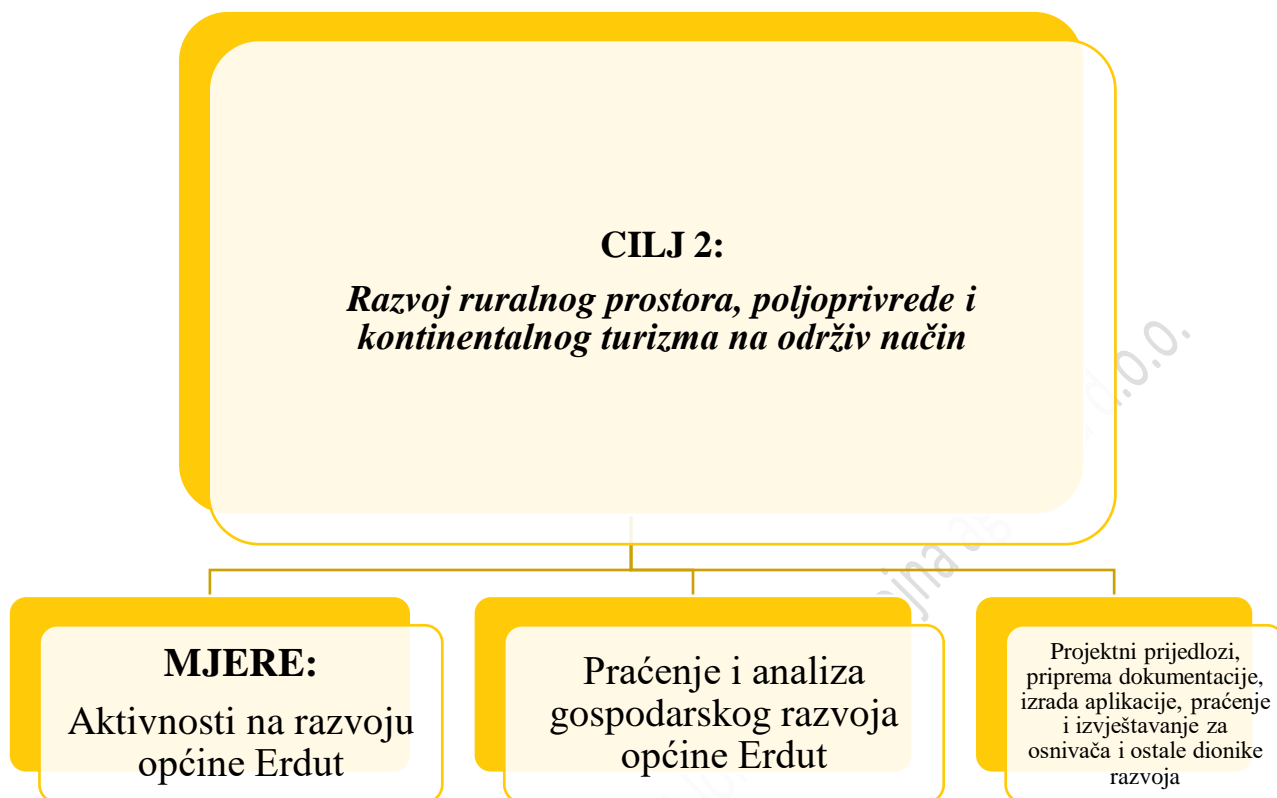 CILJ 2:
Razvoj ruralnog prostora, poljoprivrede i
kontinentalnog turizma na održiv način
d.o.o.
MJERE:
Aktivnosti na razvoju
općine Erdut
Praćenje i analiza
gospodarskog razvoja
općine Erdut
Projektni prijedlozi,
priprema dokumentacije,
izrada aplikacije, praćenje
i izvještavanje za
osnivača i ostale dionike
razvoja